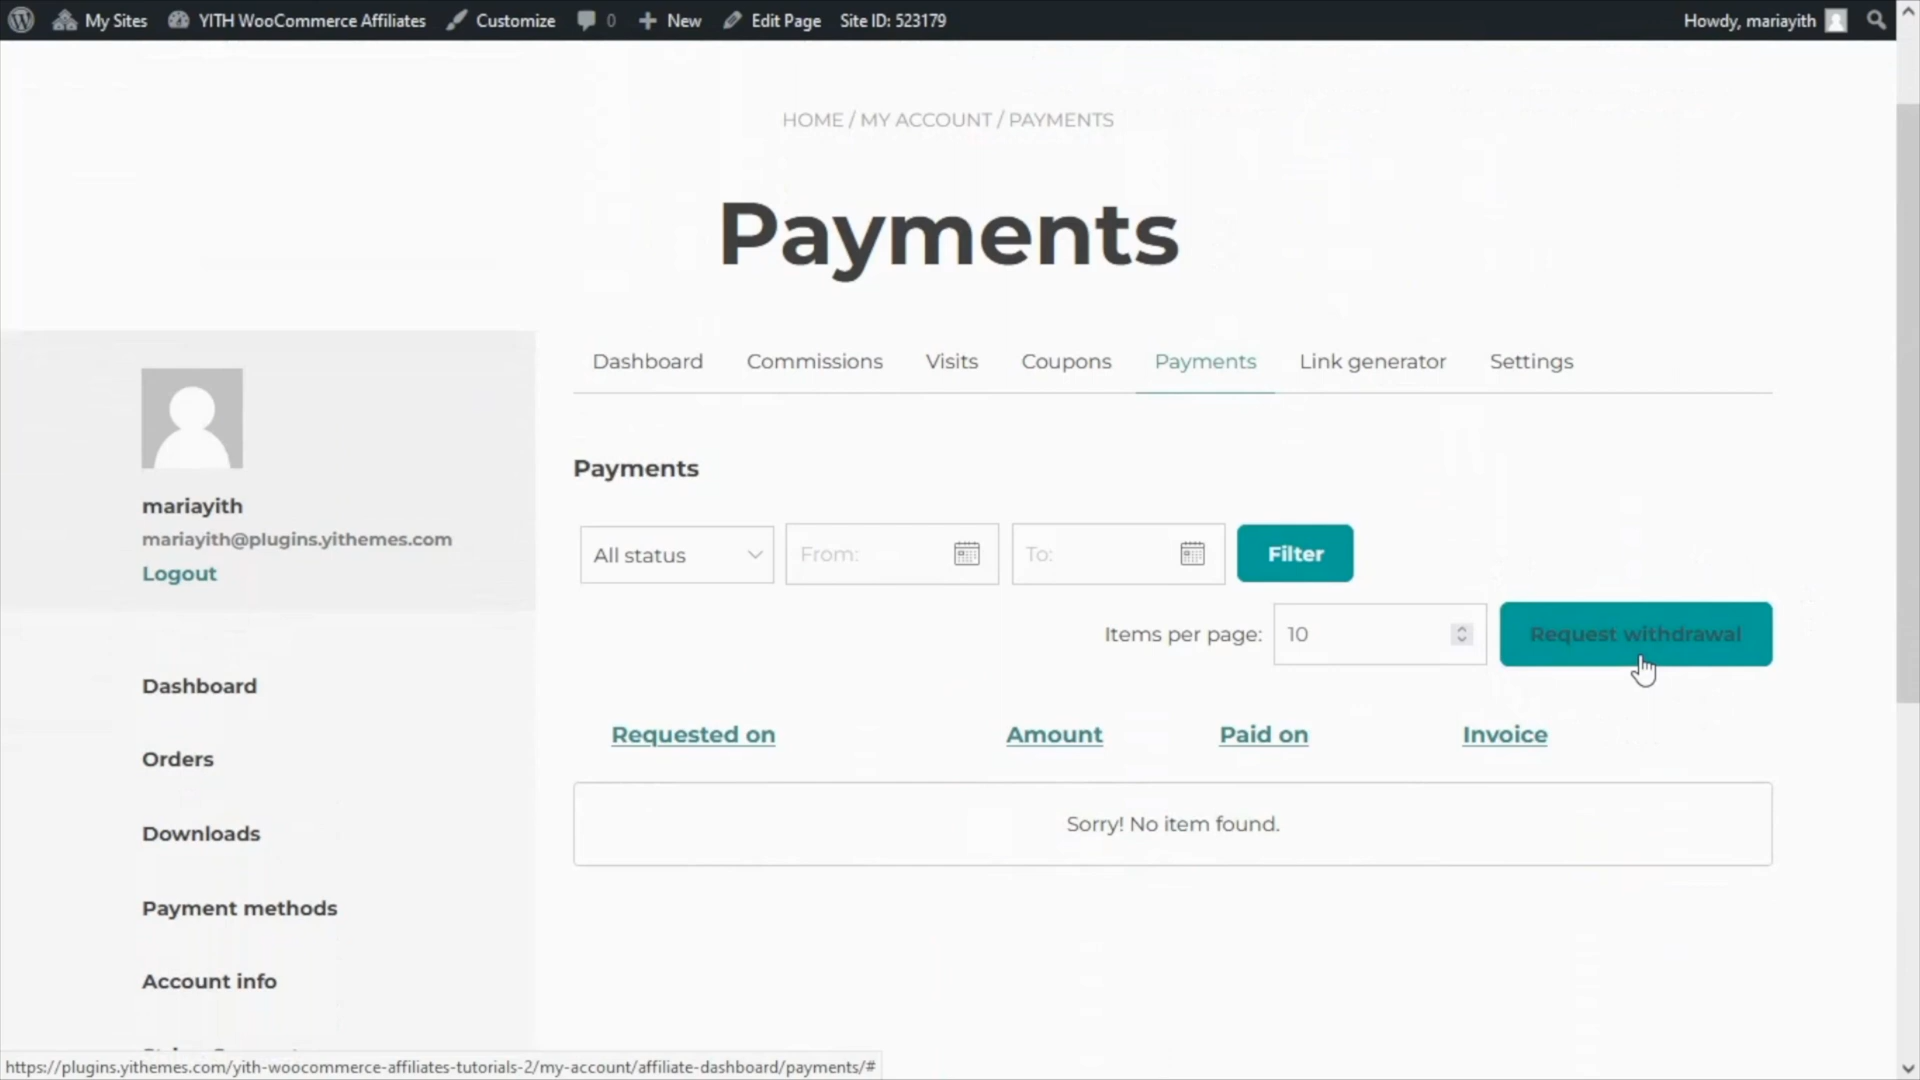 My Sites YITH WooCommerce Affiliates Customize 0 New Edit Page Site ID: 523179 Howdy, mariayith
HOME / MY ACCOUNT / PAYMENTS
Payments
Dashboard Commissions Visits Coupons Payments Link generator Settings
mariayith
mariayith@plugins.yithemes.com
Logout
Dashboard
Orders
Downloads
Payment methods
Account info
Payments
All status From: To: Filter
Items per page: 10 Request withdrawal
Requested on Amount Paid on Invoice
Sorry! No item found.
https://plugins.yithemes.com/yith-woocommerce-affiliates-tutorials-2/my-account/affiliate-dashboard/payments/#